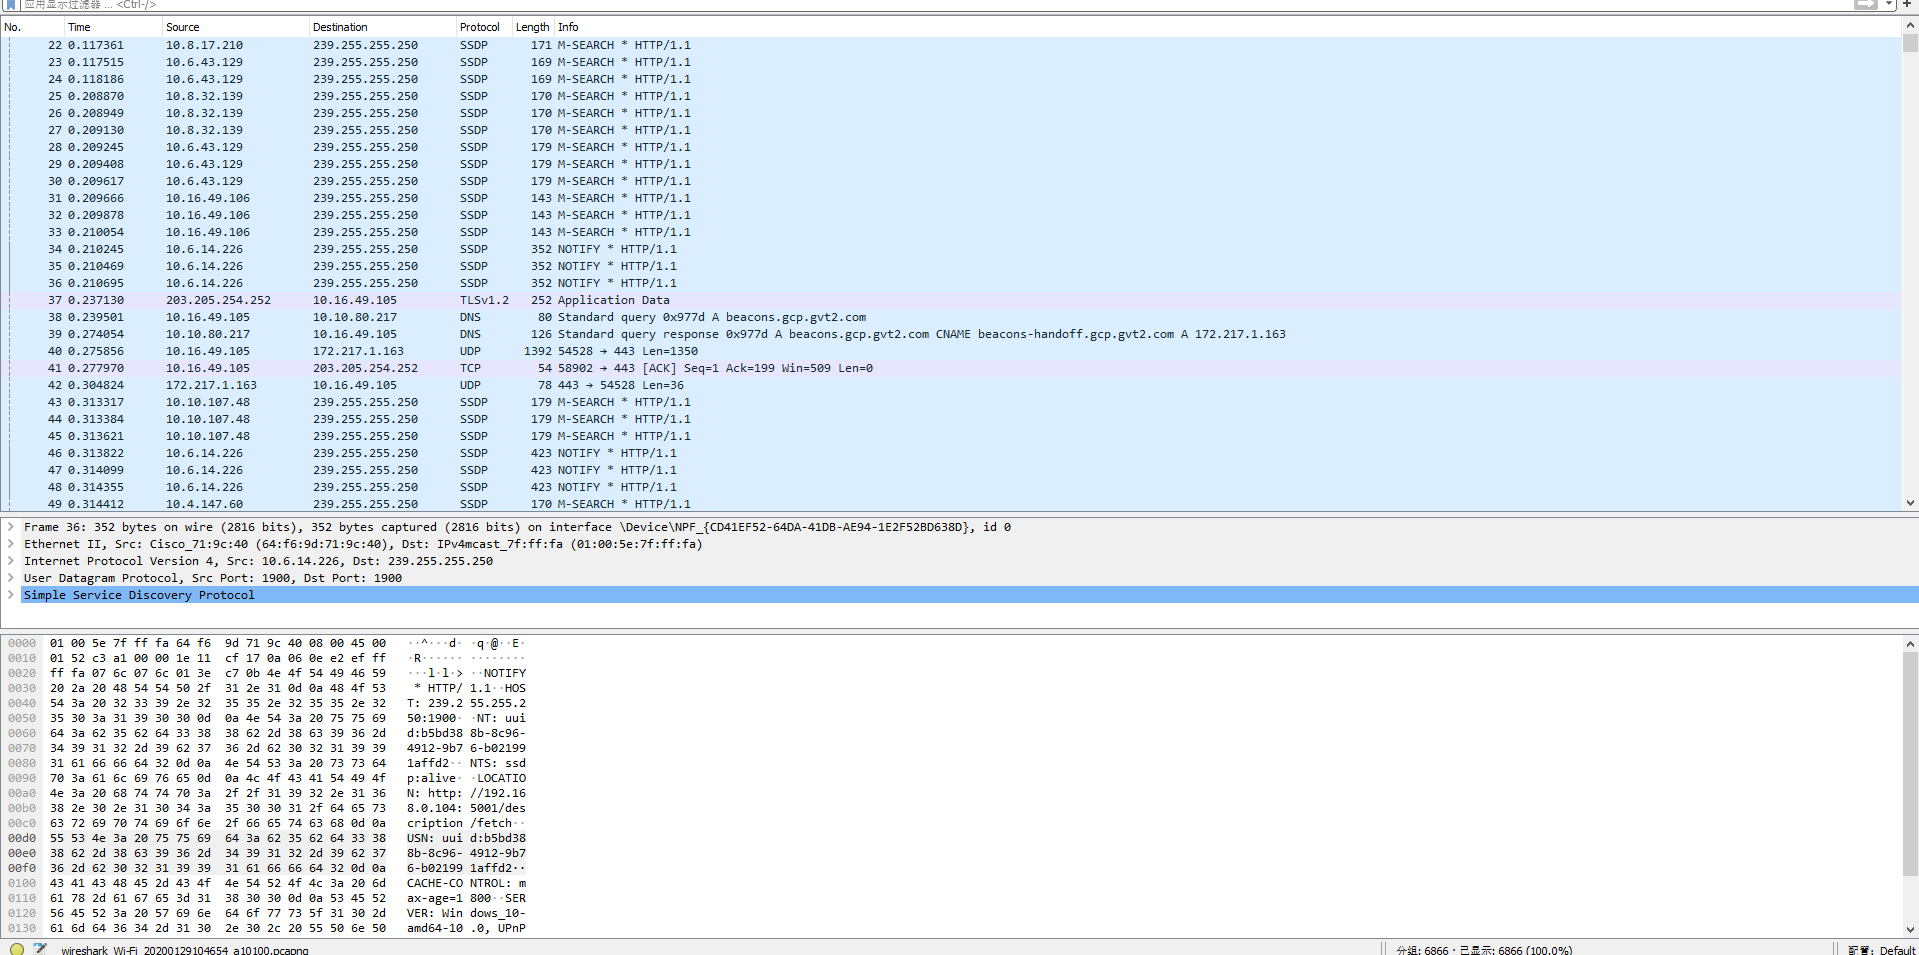 应用显示过滤器 … <Ctrl-/>
No. Time Source Destination Protocol Length Info
22 0.117361 10.8.17.210 239.255.255.250 SSDP 171 M-SEARCH * HTTP/1.1
23 0.117515 10.6.43.129 239.255.255.250 SSDP 169 M-SEARCH * HTTP/1.1
24 0.118186 10.6.43.129 239.255.255.250 SSDP 169 M-SEARCH * HTTP/1.1
25 0.208870 10.8.32.139 239.255.255.250 SSDP 170 M-SEARCH * HTTP/1.1
26 0.208949 10.8.32.139 239.255.255.250 SSDP 170 M-SEARCH * HTTP/1.1
27 0.209130 10.8.32.139 239.255.255.250 SSDP 170 M-SEARCH * HTTP/1.1
28 0.209245 10.6.43.129 239.255.255.250 SSDP 179 M-SEARCH * HTTP/1.1
29 0.209408 10.6.43.129 239.255.255.250 SSDP 179 M-SEARCH * HTTP/1.1
30 0.209617 10.6.43.129 239.255.255.250 SSDP 179 M-SEARCH * HTTP/1.1
31 0.209666 10.16.49.106 239.255.255.250 SSDP 143 M-SEARCH * HTTP/1.1
32 0.209878 10.16.49.106 239.255.255.250 SSDP 143 M-SEARCH * HTTP/1.1
33 0.210054 10.16.49.106 239.255.255.250 SSDP 143 M-SEARCH * HTTP/1.1
34 0.210245 10.6.14.226 239.255.255.250 SSDP 352 NOTIFY * HTTP/1.1
35 0.210469 10.6.14.226 239.255.255.250 SSDP 352 NOTIFY * HTTP/1.1
36 0.210695 10.6.14.226 239.255.255.250 SSDP 352 NOTIFY * HTTP/1.1
37 0.237130 203.205.254.252 10.16.49.105 TLSv1.2 252 Application Data
38 0.239501 10.16.49.105 10.10.80.217 DNS 80 Standard query 0x977d A beacons.gcp.gvt2.com
39 0.274054 10.10.80.217 10.16.49.105 DNS 126 Standard query response 0x977d A beacons.gcp.gvt2.com CNAME beacons-handoff.gcp.gvt2.com A 172.217.1.163
40 0.275856 10.16.49.105 172.217.1.163 UDP 1392 54528 → 443 Len=1350
41 0.277970 10.16.49.105 203.205.254.252 TCP 54 58902 → 443 [ACK] Seq=1 Ack=199 Win=509 Len=0
42 0.304824 172.217.1.163 10.16.49.105 UDP 78 443 → 54528 Len=36
43 0.313317 10.10.107.48 239.255.255.250 SSDP 179 M-SEARCH * HTTP/1.1
44 0.313384 10.10.107.48 239.255.255.250 SSDP 179 M-SEARCH * HTTP/1.1
45 0.313621 10.10.107.48 239.255.255.250 SSDP 179 M-SEARCH * HTTP/1.1
46 0.313822 10.6.14.226 239.255.255.250 SSDP 423 NOTIFY * HTTP/1.1
47 0.314099 10.6.14.226 239.255.255.250 SSDP 423 NOTIFY * HTTP/1.1
48 0.314355 10.6.14.226 239.255.255.250 SSDP 423 NOTIFY * HTTP/1.1
49 0.314412 10.4.147.60 239.255.255.250 SSDP 170 M-SEARCH * HTTP/1.1
Frame 36: 352 bytes on wire (2816 bits), 352 bytes captured (2816 bits) on interface \Device\NPF_{CD41EF52-64DA-41DB-AE94-1E2F52BD638D}, id 0
Ethernet II, Src: Cisco_71:9c:40 (64:f6:9d:71:9c:40), Dst: IPv4mcast_7f:ff:fa (01:00:5e:7f:ff:fa)
Internet Protocol Version 4, Src: 10.6.14.226, Dst: 239.255.255.250
User Datagram Protocol, Src Port: 1900, Dst Port: 1900
Simple Service Discovery Protocol
0000 01 00 5e 7f ff fa 64 f6 9d 71 9c 40 08 00 45 00 ··^···d· ·q·@··E·
0010 01 52 c3 a1 00 00 1e 11 cf 17 0a 06 0e e2 ef ff ·R······ ········
0020 ff fa 07 6c 07 6c 01 3e c7 0b 4e 4f 54 49 46 59 ···l·l·> ··NOTIFY
0030 20 2a 20 48 54 54 50 2f 31 2e 31 0d 0a 48 4f 53 * HTTP/ 1.1··HOS
0040 54 3a 20 32 33 39 2e 32 35 35 2e 32 35 35 2e 32 T: 239.2 55.255.2
0050 35 30 3a 31 39 30 30 0d 0a 4e 54 3a 20 75 75 69 50:1900· ·NT: uui
0060 64 3a 62 35 62 64 33 38 38 62 2d 38 63 39 36 2d d:b5bd38 8b-8c96-
0070 34 39 31 32 2d 39 62 37 36 2d 62 30 32 31 39 39 4912-9b7 6-b02199
0080 31 61 66 66 64 32 0d 0a 4e 54 53 3a 20 73 73 64 1affd2·· NTS: ssd
0090 70 3a 61 6c 69 76 65 0d 0a 4c 4f 43 41 54 49 4f p:alive· ·LOCATIO
00a0 4e 3a 20 68 74 74 70 3a 2f 2f 31 39 32 2e 31 36 N: http: //192.16
00b0 38 2e 30 2e 31 30 34 3a 35 30 30 31 2f 64 65 73 8.0.104: 5001/des
00c0 63 72 69 70 74 69 6f 6e 2f 66 65 74 63 68 0d 0a cription /fetch··
00d0 55 53 4e 3a 20 75 75 69 64 3a 62 35 62 64 33 38 USN: uui d:b5bd38
00e0 38 62 2d 38 63 39 36 2d 34 39 31 32 2d 39 62 37 8b-8c96- 4912-9b7
00f0 36 2d 62 30 32 31 39 39 31 61 66 66 64 32 0d 0a 6-b02199 1affd2··
0100 43 41 43 48 45 2d 43 4f 4e 54 52 4f 4c 3a 20 6d CACHE-CO NTROL: m
0110 61 78 2d 61 67 65 3d 31 38 30 30 0d 0a 53 45 52 ax-age=1 800··SER
0120 56 45 52 3a 20 57 69 6e 64 6f 77 73 5f 31 30 2d VER: Win dows_10-
0130 61 6d 64 36 34 2d 31 30 2e 30 2c 20 55 50 6e 50 amd64-10 .0, UPnP
wireshark_Wi-Fi_20200129104654_a10100.pcapng 分组: 6866 · 已显示: 6866 (100.0%) 配置: Default